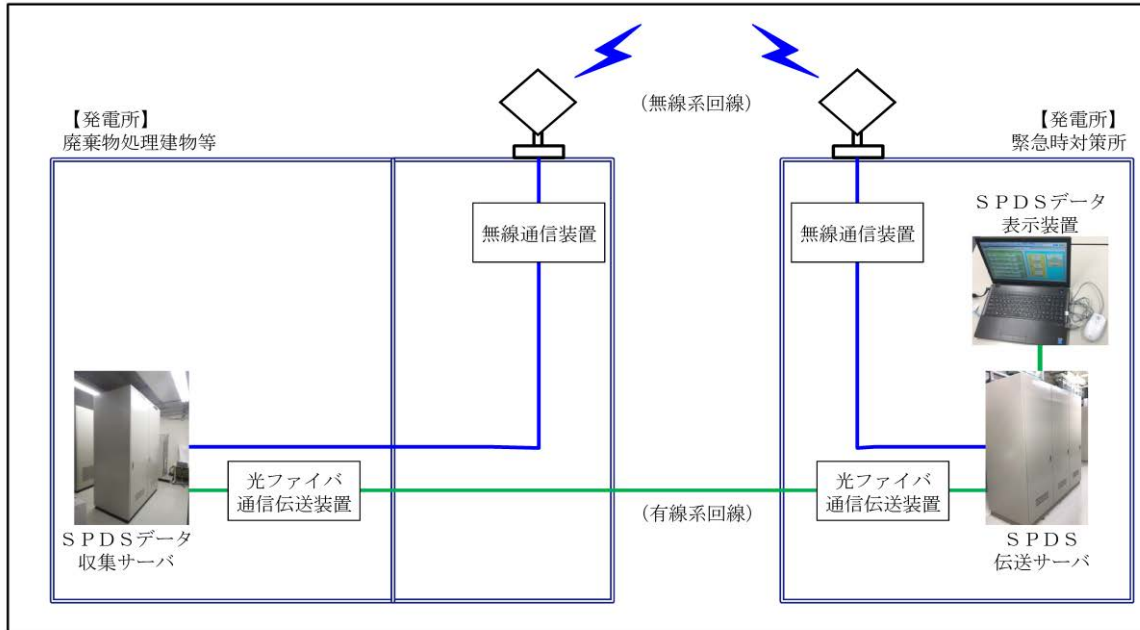 【発電所】
廃棄物処理建物等
(無線系回線)
【発電所】
緊急時対策所
無線通信装置
無線通信装置
ＳＰＤＳデータ
表示装置
光ファイバ
通信伝送装置
(有線系回線)
光ファイバ
通信伝送装置
ＳＰＤＳデータ
収集サーバ
ＳＰＤＳ
伝送サーバ